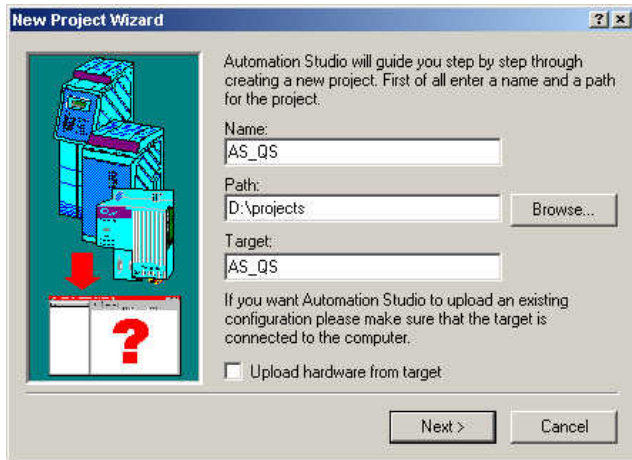 New Project Wizard
Automation Studio will guide you step by step through
creating a new project. First of all enter a name and a path
for the project.
Name:
AS_QS
Path:
D:\projects
Browse...
Target:
AS_QS
If you want Automation Studio to upload an existing
configuration please make sure that the target is
connected to the computer.
Upload hardware from target
Next >
Cancel